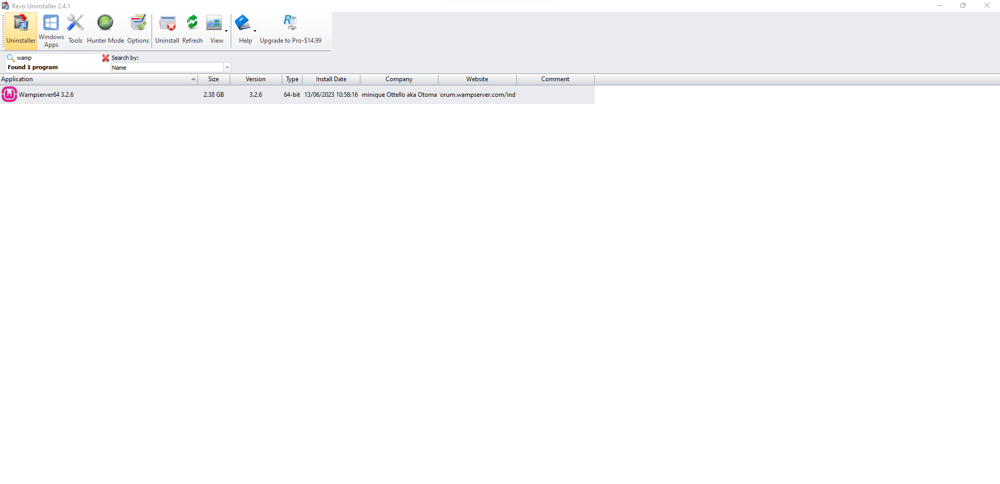 Revo Uninstaller 2.4.1
Uninstaller
Windows Apps
Tools
Hunter Mode
Options
Uninstall
Refresh
View
Help
Upgrade to Pro-$14.99
wamp
Search by:
Found 1 program
Name
Application Size Version Type Install Date Company Website Comment
Wampserver64 3.2.6 2.38 GB 3.2.6 64-bit 13/06/2023 10:58:16 minique Ottello aka Otoma orum.wampserver.com/ind